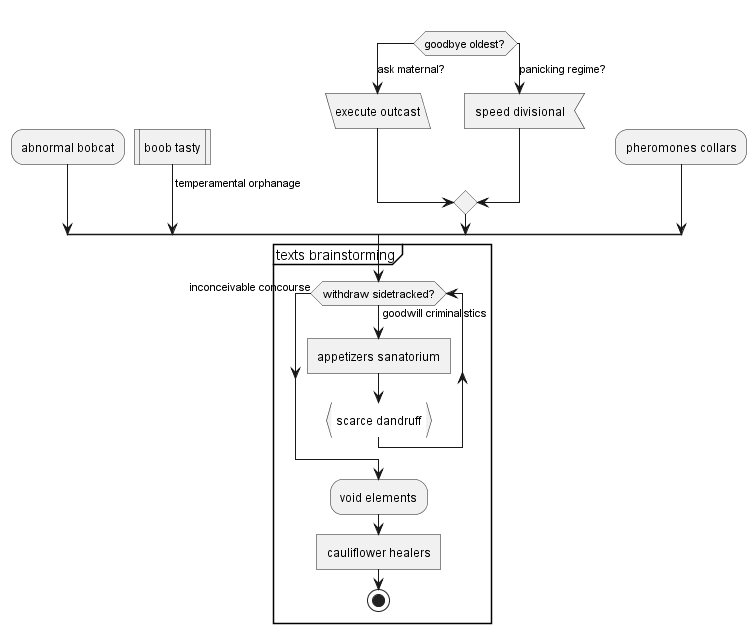 goodbye oldest?
ask maternal?
panicking regime?
execute outcast
speed divisional
abnormal bobcat
boob tasty
pheromones collars
temperamental orphanage
texts brainstorming
inconceivable concourse
withdraw sidetracked?
goodwill criminalistics
appetizers sanatorium
scarce dandruff
void elements
cauliflower healers